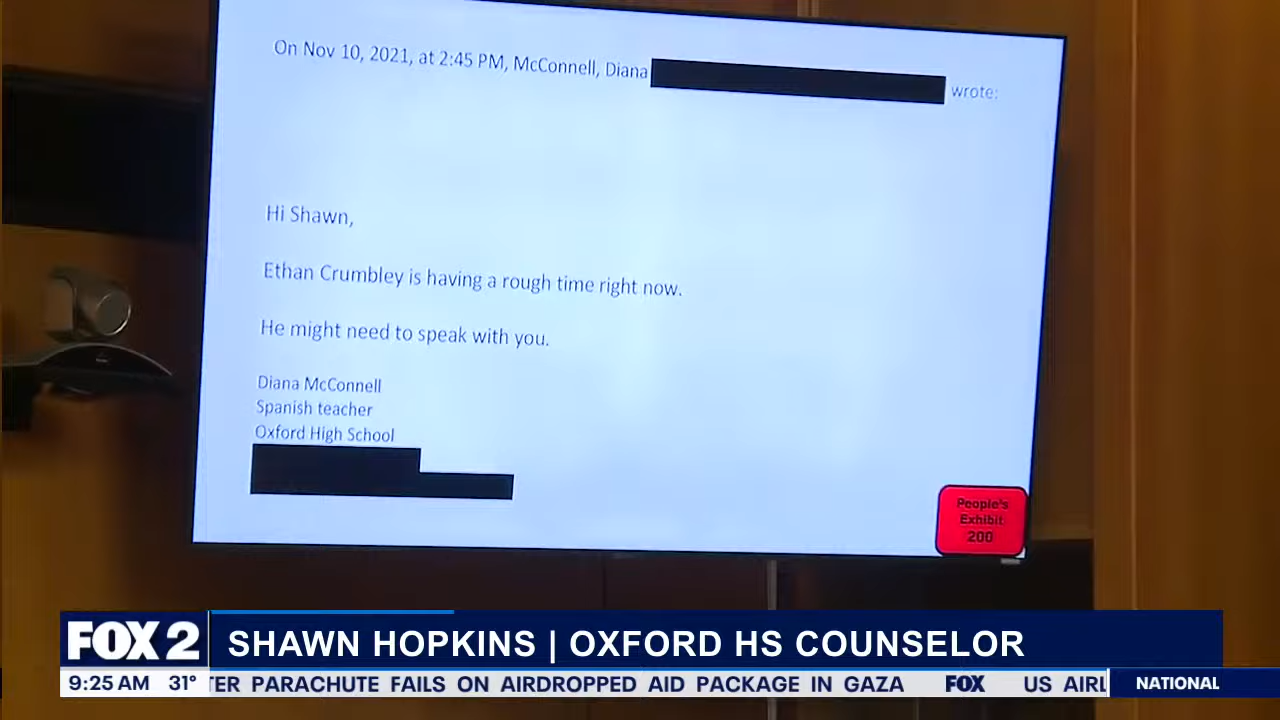 On Nov 10, 2021, at 2:45 PM, McConnell, Diana wrote:
Hi Shawn,
Ethan Crumbley is having a rough time right now.
He might need to speak with you.
Diana McConnell
Spanish teacher
Oxford High School
People's
Exhibit
200
FOX 2
SHAWN HOPKINS | OXFORD HS COUNSELOR
9:25 AM 31° TER PARACHUTE FAILS ON AIRDROPPED AID PACKAGE IN GAZA FOX US AIRL NATIONAL